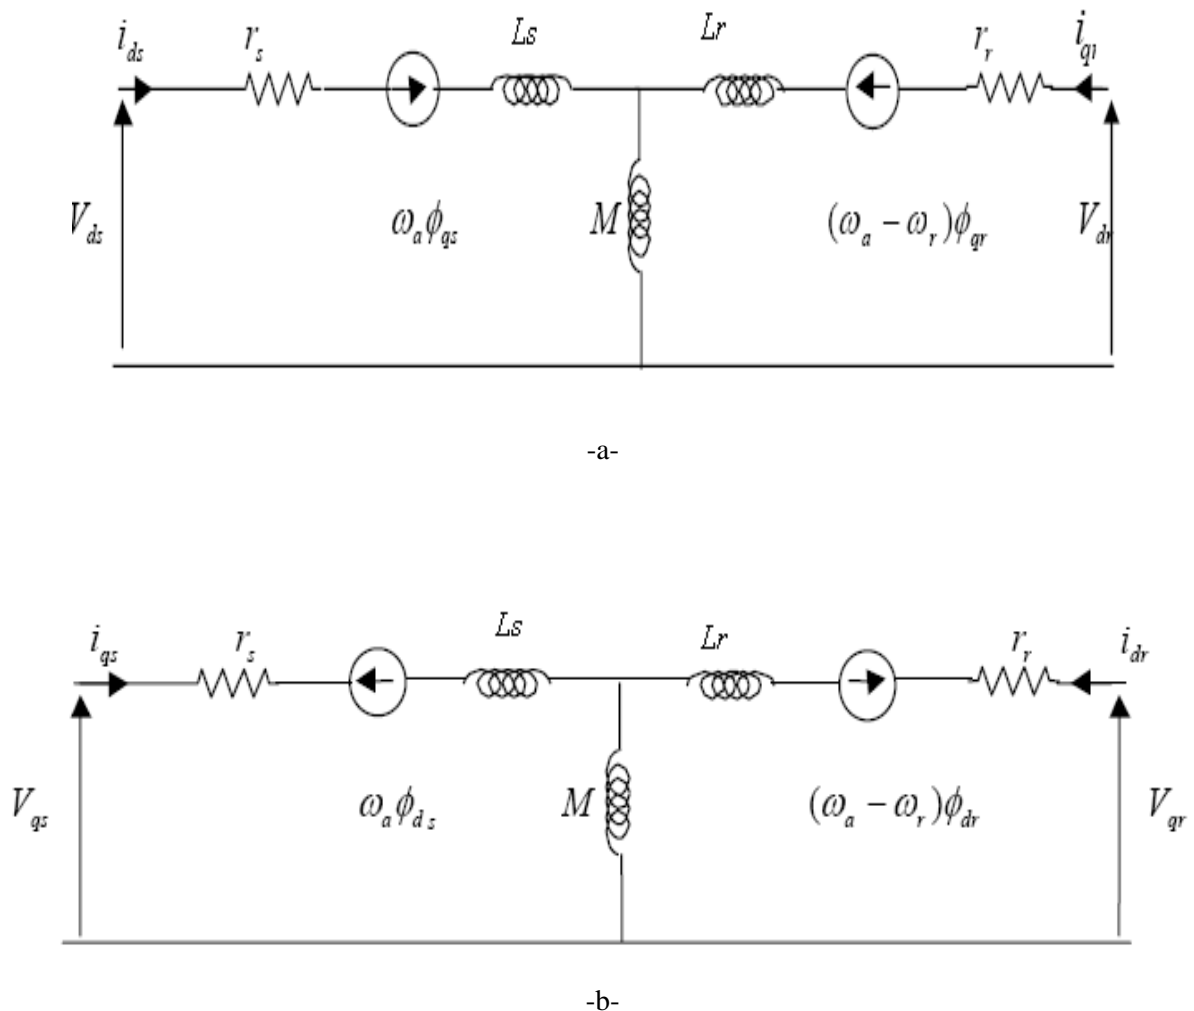 i_ds r_s Ls Lr r_r i_qr
V_ds ω_a ϕ_qs M (ω_a − ω_r)ϕ_qr V_dr
-a-
i_qs r_s Ls Lr r_r i_dr
V_qs ω_a ϕ_d s M (ω_a − ω_r)ϕ_dr V_qr
-b-